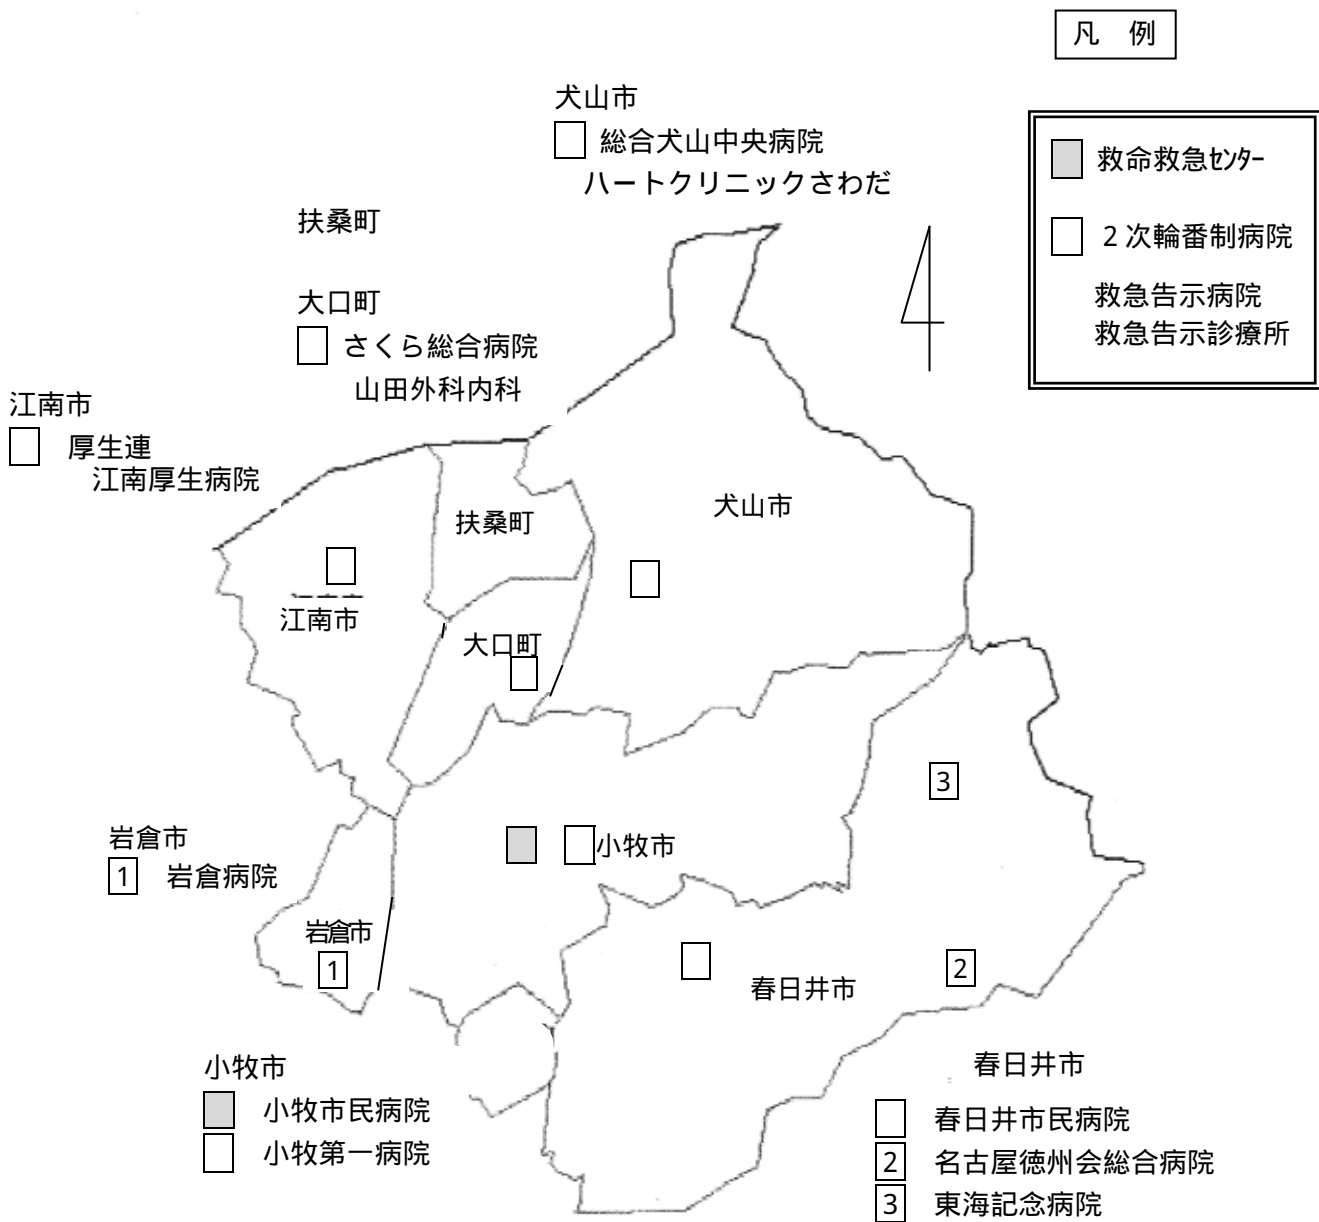 凡 例
救命救急ｾﾝﾀｰ
２次輪番制病院
救急告示病院
救急告示診療所
犬山市
総合犬山中央病院
ハートクリニックさわだ
扶桑町
大口町
さくら総合病院
山田外科内科
江南市
厚生連
江南厚生病院
犬山市
扶桑町
江南市
大口町
3
小牧市
岩倉市
1 岩倉病院
岩倉市
1
2
春日井市
小牧市
小牧市民病院
小牧第一病院
春日井市
春日井市民病院
2 名古屋徳州会総合病院
3 東海記念病院